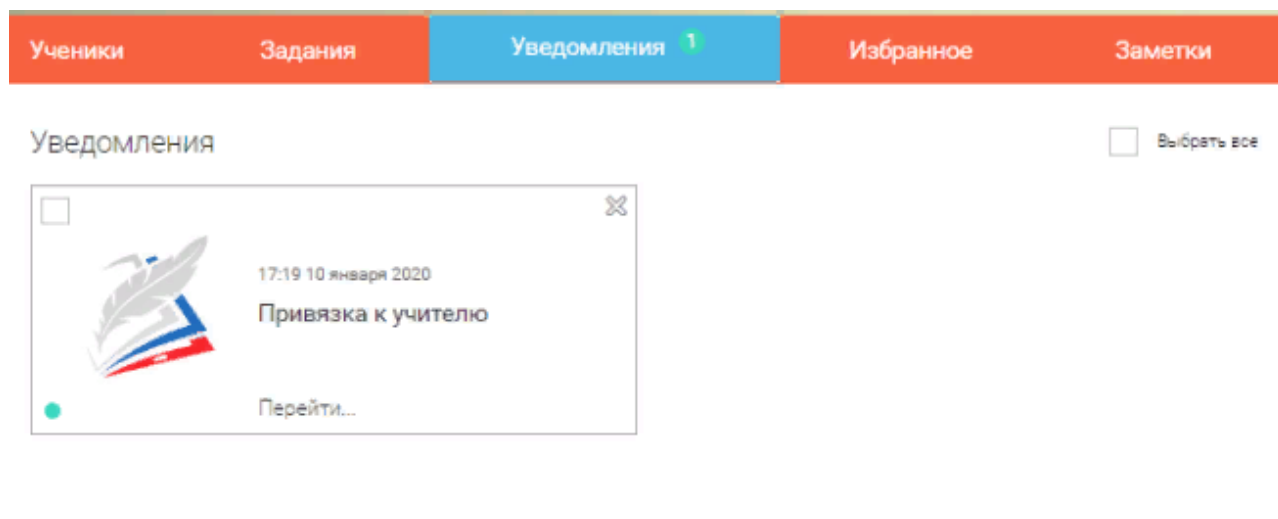 Ученики Задания Уведомления 1 Избранное Заметки
Уведомления
Выбрать все
17:19 10 января 2020
Привязка к учителю
Перейти...